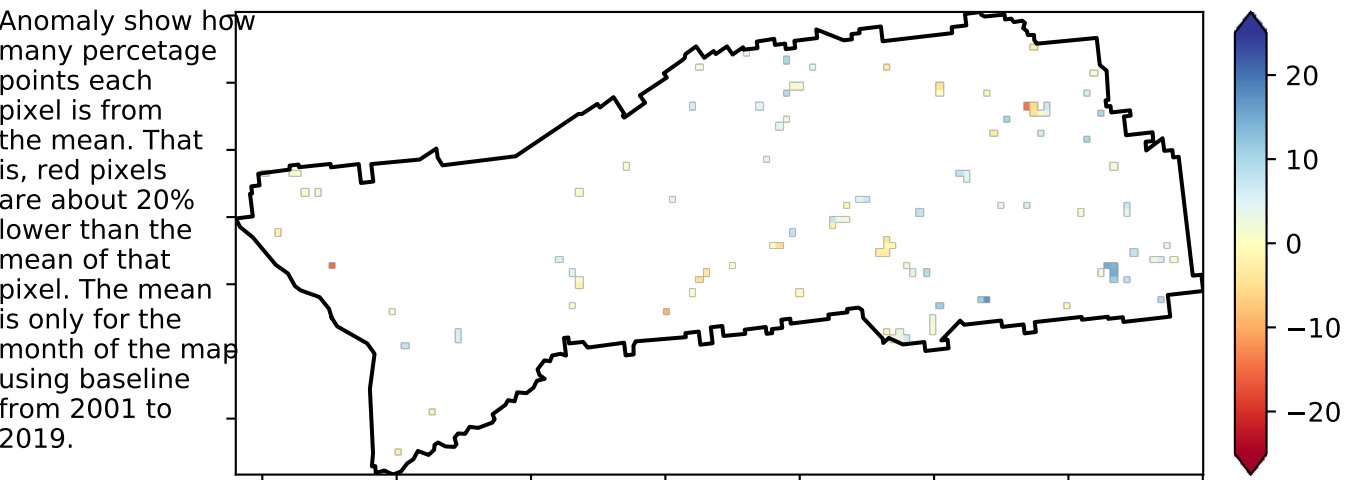 Anomaly show how
many percetage
points each
pixel is from
the mean. That
is, red pixels
are about 20%
lower than the
mean of that
pixel. The mean
is only for the
month of the map
using baseline
from 2001 to
2019.
20
10
0
−10
−20